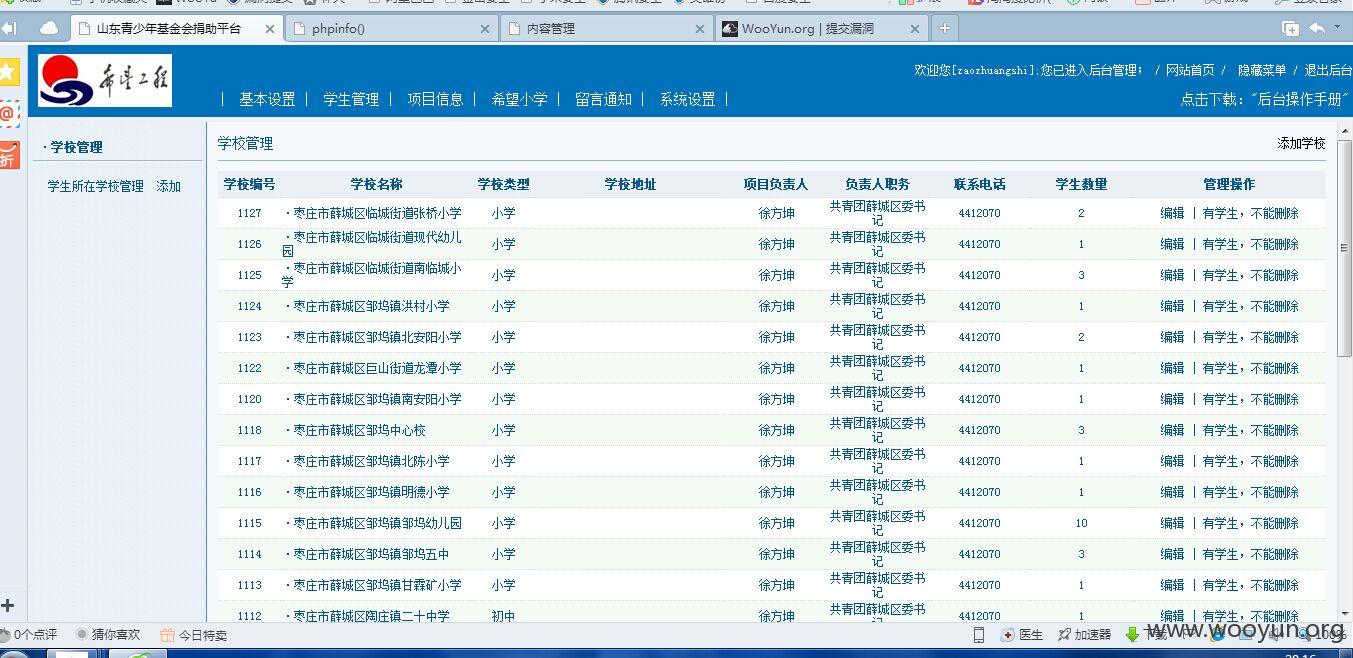 山东青少年基金会捐助平台 phpinfo() 内容管理 WooYun.org | 提交漏洞
希望工程
欢迎您[zaozhuangshi];您已进入后台管理; / 网站首页 / 隐藏菜单 / 退出后台
| 基本设置 | 学生管理 | 项目信息 | 希望小学 | 留言通知 | 系统设置 |
点击下载:"后台操作手册"
·学校管理
学生所在学校管理 添加
学校管理 添加学校
学校编号 学校名称 学校类型 学校地址 项目负责人 负责人职务 联系电话 学生数量 管理操作
1127 ·枣庄市薛城区临城街道张桥小学 小学 徐方坤 共青团薛城区委书记 4412070 2 编辑 | 有学生,不能删除
1126 ·枣庄市薛城区临城街道现代幼儿园 小学 徐方坤 共青团薛城区委书记 4412070 1 编辑 | 有学生,不能删除
1125 ·枣庄市薛城区临城街道南临城小学 小学 徐方坤 共青团薛城区委书记 4412070 3 编辑 | 有学生,不能删除
1124 ·枣庄市薛城区邹坞镇洪村小学 小学 徐方坤 共青团薛城区委书记 4412070 1 编辑 | 有学生,不能删除
1123 ·枣庄市薛城区邹坞镇北安阳小学 小学 徐方坤 共青团薛城区委书记 4412070 2 编辑 | 有学生,不能删除
1122 ·枣庄市薛城区巨山街道龙潭小学 小学 徐方坤 共青团薛城区委书记 4412070 1 编辑 | 有学生,不能删除
1120 ·枣庄市薛城区邹坞镇南安阳小学 小学 徐方坤 共青团薛城区委书记 4412070 1 编辑 | 有学生,不能删除
1118 ·枣庄市薛城区邹坞中心校 小学 徐方坤 共青团薛城区委书记 4412070 3 编辑 | 有学生,不能删除
1117 ·枣庄市薛城区邹坞镇北陈小学 小学 徐方坤 共青团薛城区委书记 4412070 1 编辑 | 有学生,不能删除
1116 ·枣庄市薛城区邹坞镇明德小学 小学 徐方坤 共青团薛城区委书记 4412070 1 编辑 | 有学生,不能删除
1115 ·枣庄市薛城区邹坞镇邹坞幼儿园 小学 徐方坤 共青团薛城区委书记 4412070 10 编辑 | 有学生,不能删除
1114 ·枣庄市薛城区邹坞镇邹坞五中 小学 徐方坤 共青团薛城区委书记 4412070 3 编辑 | 有学生,不能删除
1113 ·枣庄市薛城区邹坞镇甘霖矿小学 小学 徐方坤 共青团薛城区委书记 4412070 1 编辑 | 有学生,不能删除
1112 ·枣庄市薛城区陶庄镇二十中学 初中 徐方坤 共青团薛城区委书记 4412070 1 编辑 | 有学生,不能删除
0个点评 猜你喜欢 今日特卖 医生 加速器 下载 100%
www.wooyun.org